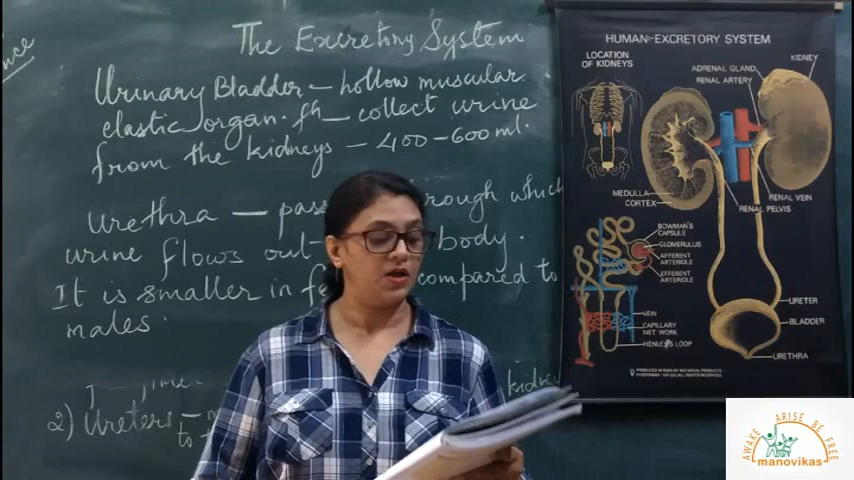 The Excretory System
Urinary Bladder – hollow muscular
elastic organ. fn – collect urine
from the kidneys – 400 – 600 ml.
Urethra – pass through which
urine flows out body.
It is smaller in compared to
males.
2) Ureters –
to
kidney
HUMAN-EXCRETORY SYSTEM
LOCATION
OF KIDNEYS
ADRENAL GLAND
RENAL ARTERY
KIDNEY
MEDULLA
CORTEX
RENAL VEIN
RENAL PELVIS
BOWMAN'S
CAPSULE
GLOMERULUS
AFFERENT
ARTERIOLE
EFFERENT
ARTERIOLE
VEIN
CAPILLARY
NET WORK
HENLEY'S LOOP
URETER
BLADDER
URETHRA
AWAKE ARISE BE FREE
manovikas